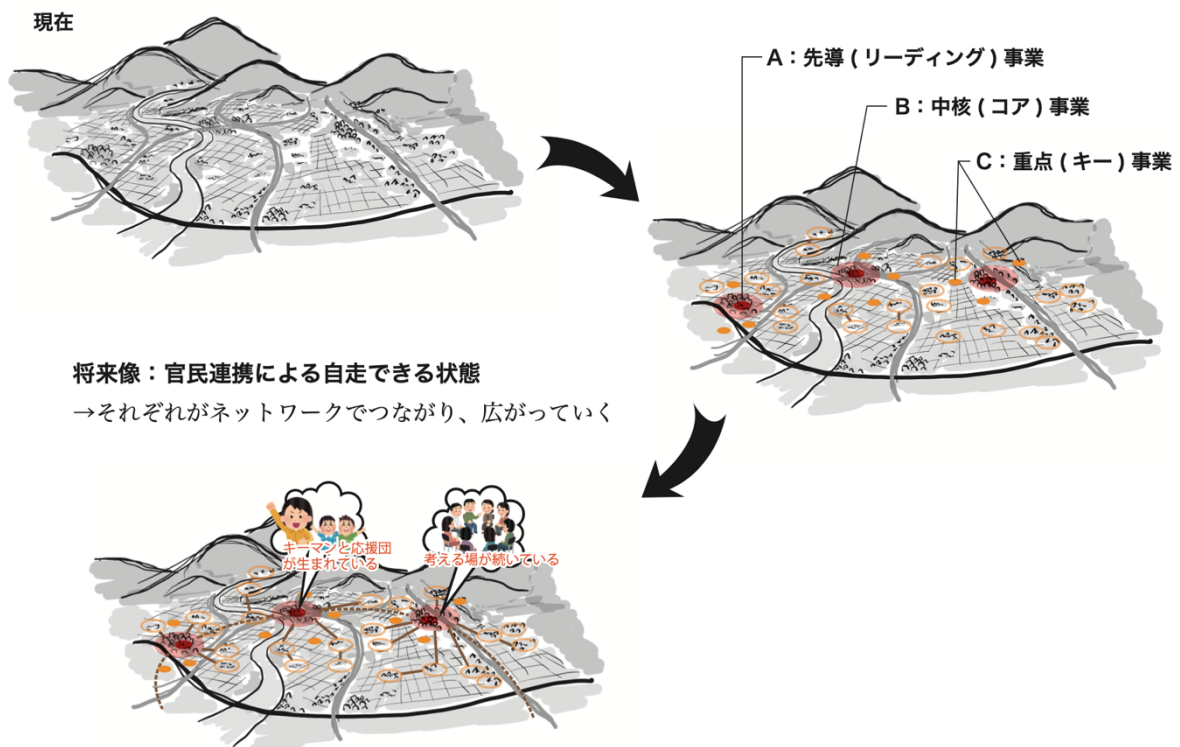 現在
A：先導(リーディング)事業
B：中核(コア)事業
C：重点(キー)事業
将来像：官民連携による自走できる状態
→それぞれがネットワークでつながり、広がっていく
キーマンと応援団
が生まれている
考える場が続いている